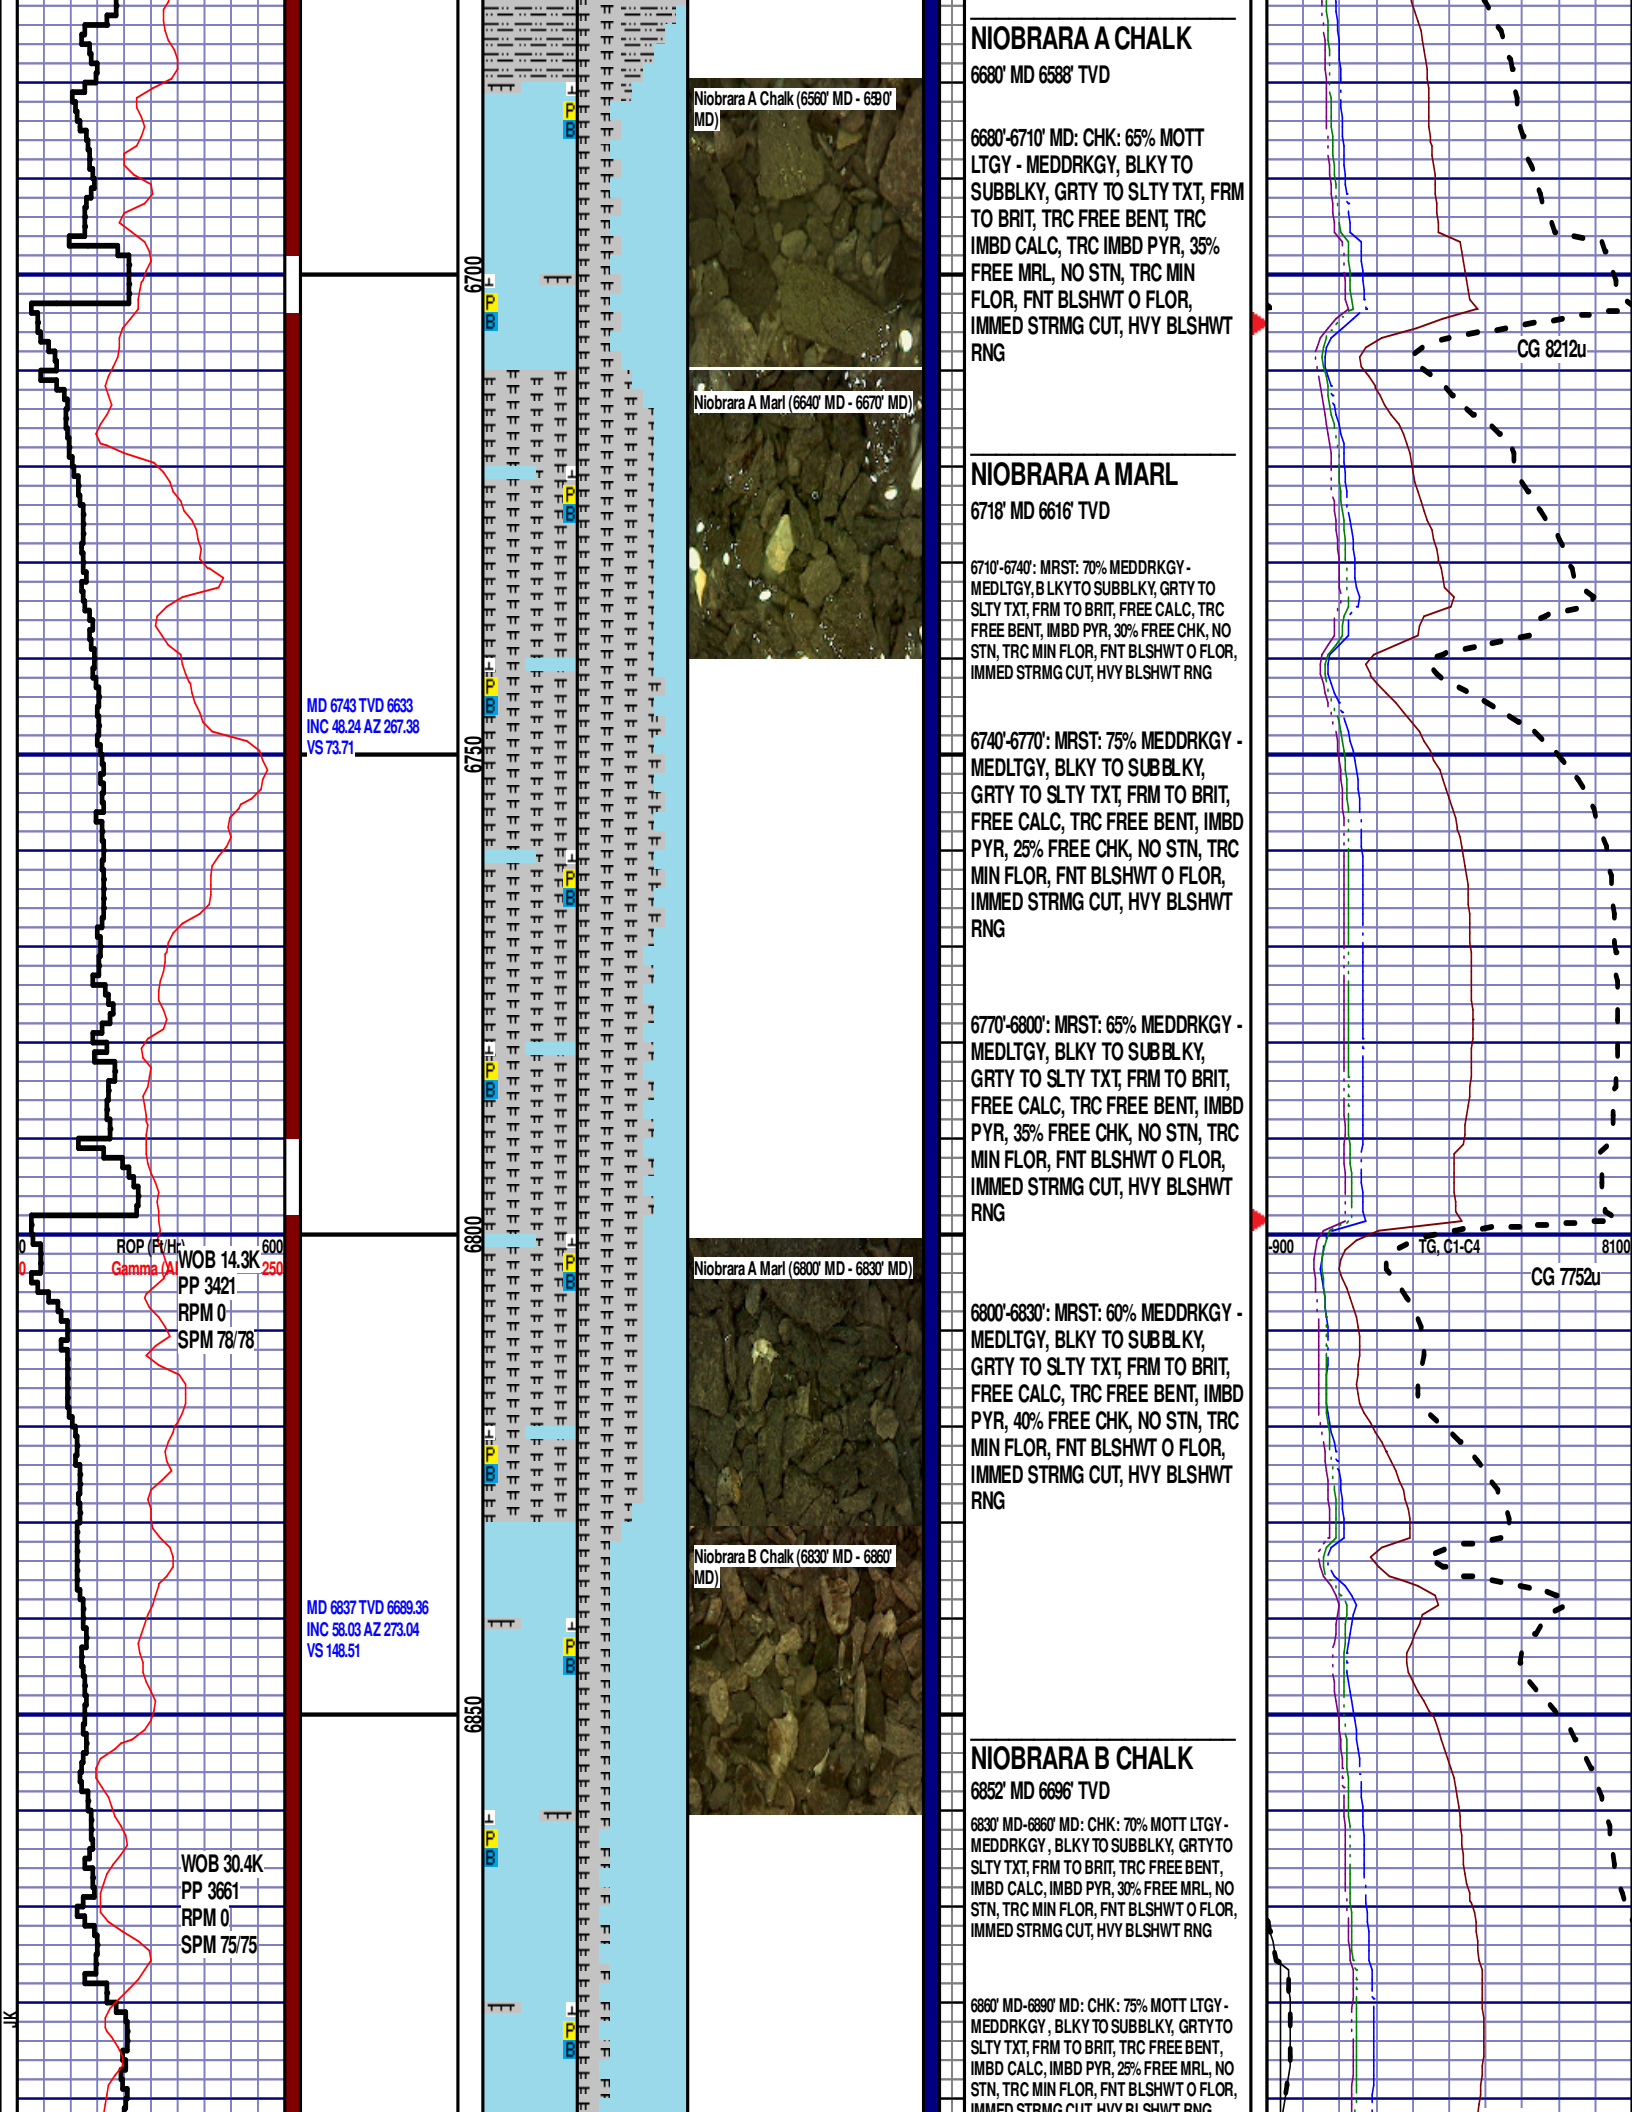 NIOBRARA A CHALK
6680' MD 6588' TVD
6680'-6710' MD: CHK: 65% MOTT
LTGY - MEDDRKGY, BLKY TO
SUBBLKY, GRTY TO SLTY TXT, FRM
TO BRIT, TRC FREE BENT, TRC
IMBD CALC, TRC IMBD PYR, 35%
FREE MRL, NO STN, TRC MIN
FLOR, FNT BLSHWT O FLOR,
IMMED STRMG CUT, HVY BLSHWT
RNG
Niobrara A Chalk (6560' MD - 6590'
MD)
6700
CG 8212u
Niobrara A Marl (6640' MD - 6670' MD)
NIOBRARA A MARL
6718' MD 6616' TVD
6710'-6740': MRST: 70% MEDDRKGY -
MEDLTGY, BLKY TO SUBBLKY, GRTY TO
SLTY TXT, FRM TO BRIT, FREE CALC, TRC
FREE BENT, IMBD PYR, 30% FREE CHK, NO
STN, TRC MIN FLOR, FNT BLSHWT O FLOR,
IMMED STRMG CUT, HVY BLSHWT RNG
MD 6743 TVD 6633
INC 48.24 AZ 267.38
VS 73.71
6750
6740'-6770': MRST: 75% MEDDRKGY -
MEDLTGY, BLKY TO SUBBLKY,
GRTY TO SLTY TXT, FRM TO BRIT,
FREE CALC, TRC FREE BENT, IMBD
PYR, 25% FREE CHK, NO STN, TRC
MIN FLOR, FNT BLSHWT O FLOR,
IMMED STRMG CUT, HVY BLSHWT
RNG
6770'-6800': MRST: 65% MEDDRKGY -
MEDLTGY, BLKY TO SUBBLKY,
GRTY TO SLTY TXT, FRM TO BRIT,
FREE CALC, TRC FREE BENT, IMBD
PYR, 35% FREE CHK, NO STN, TRC
MIN FLOR, FNT BLSHWT O FLOR,
IMMED STRMG CUT, HVY BLSHWT
RNG
6800
0 ROP (Ft/Hr) 600
0 Gamma (A 250
WOB 14.3K
PP 3421
RPM 0
SPM 78/78
-900 TG, C1-C4 8100
CG 7752u
Niobrara A Marl (6800' MD - 6830' MD)
6800'-6830': MRST: 60% MEDDRKGY -
MEDLTGY, BLKY TO SUBBLKY,
GRTY TO SLTY TXT, FRM TO BRIT,
FREE CALC, TRC FREE BENT, IMBD
PYR, 40% FREE CHK, NO STN, TRC
MIN FLOR, FNT BLSHWT O FLOR,
IMMED STRMG CUT, HVY BLSHWT
RNG
Niobrara B Chalk (6830' MD - 6860'
MD)
MD 6837 TVD 6689.36
INC 58.03 AZ 273.04
VS 148.51
6850
NIOBRARA B CHALK
6852' MD 6696' TVD
6830' MD-6860' MD: CHK: 70% MOTT LTGY -
MEDDRKGY , BLKY TO SUBBLKY, GRTY TO
SLTY TXT, FRM TO BRIT, TRC FREE BENT,
IMBD CALC, IMBD PYR, 30% FREE MRL, NO
STN, TRC MIN FLOR, FNT BLSHWT O FLOR,
IMMED STRMG CUT, HVY BLSHWT RNG
WOB 30.4K
PP 3661
RPM 0
SPM 75/75
JK
6860' MD-6890' MD: CHK: 75% MOTT LTGY -
MEDDRKGY , BLKY TO SUBBLKY, GRTY TO
SLTY TXT, FRM TO BRIT, TRC FREE BENT,
IMBD CALC, IMBD PYR, 25% FREE MRL, NO
STN, TRC MIN FLOR, FNT BLSHWT O FLOR,
IMMED STRMG CUT, HVY BLSHWT RNG
P
B
P
B
P
B
P
B
P
B
P
B
P
B
P
B
P
B
P
B
P
B